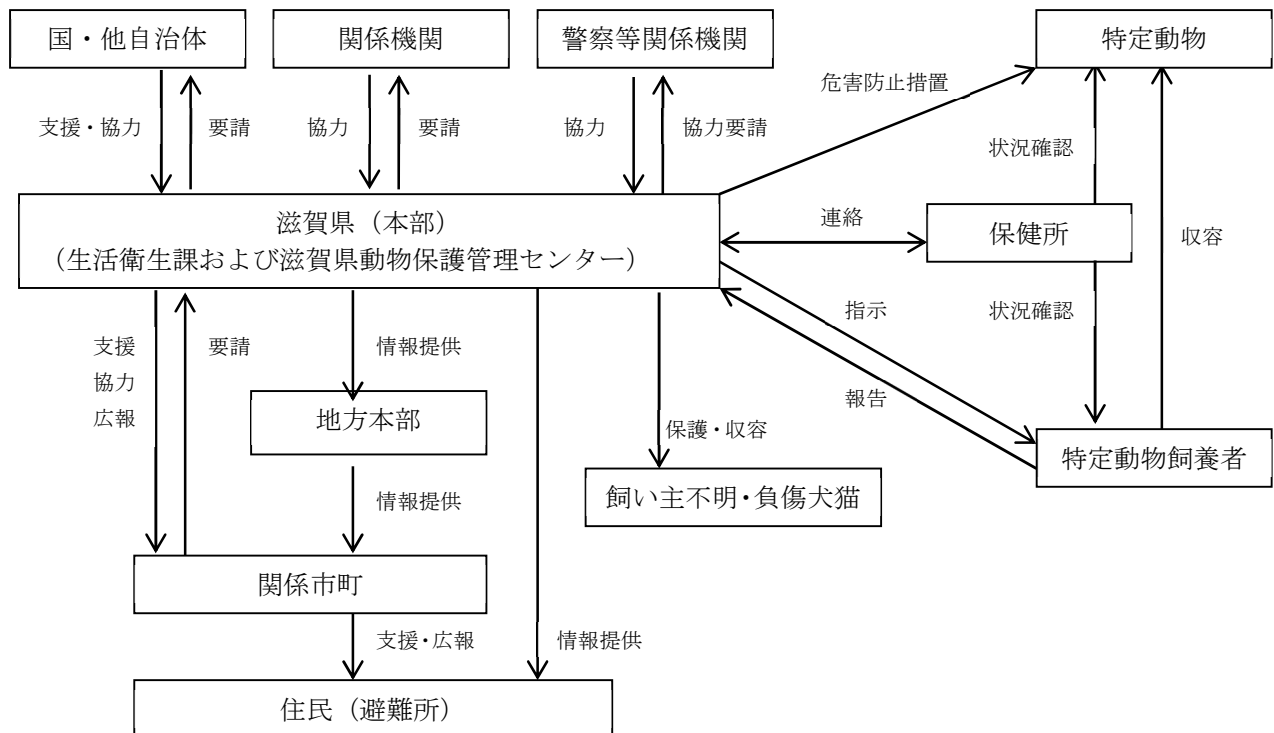 国・他自治体
関係機関
警察等関係機関
特定動物
危害防止措置
支援・協力
要請
協力
要請
協力
協力要請
状況確認
滋賀県（本部）
（生活衛生課および滋賀県動物保護管理センター）
連絡
保健所
収容
指示
状況確認
支援
協力
広報
要請
情報提供
報告
地方本部
保護・収容
特定動物飼養者
飼い主不明・負傷犬猫
情報提供
関係市町
支援・広報
情報提供
住民（避難所）